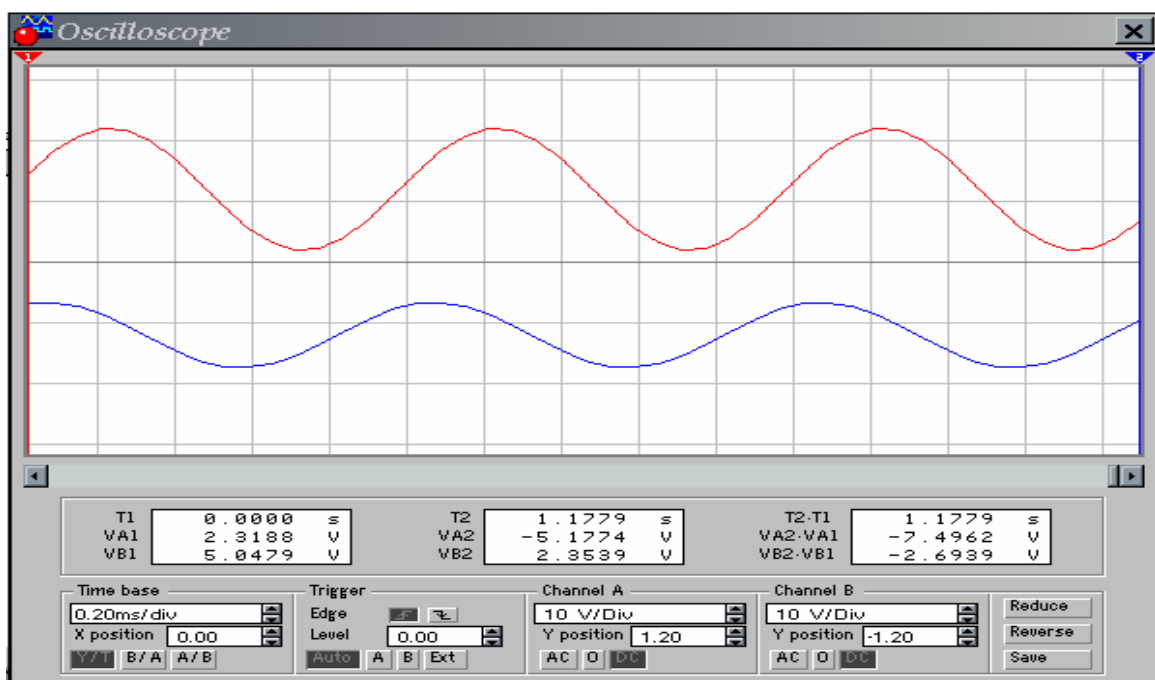 Oscilloscope
1 2
T1 0.0000 s T2 1.1779 s T2-T1 1.1779 s
VA1 2.3188 V VA2 -5.1774 V VA2-VA1 -7.4962 V
VB1 5.0479 V VB2 2.3539 V VB2-VB1 -2.6939 V
Time base Trigger Channel A Channel B
0.20ms/div Edge 10 V/Div 10 V/Div Reduce
X position 0.00 Level 0.00 Y position 1.20 Y position -1.20 Reverse
Y/T B/A A/B Auto A B Ext AC 0 DC AC 0 DC Save